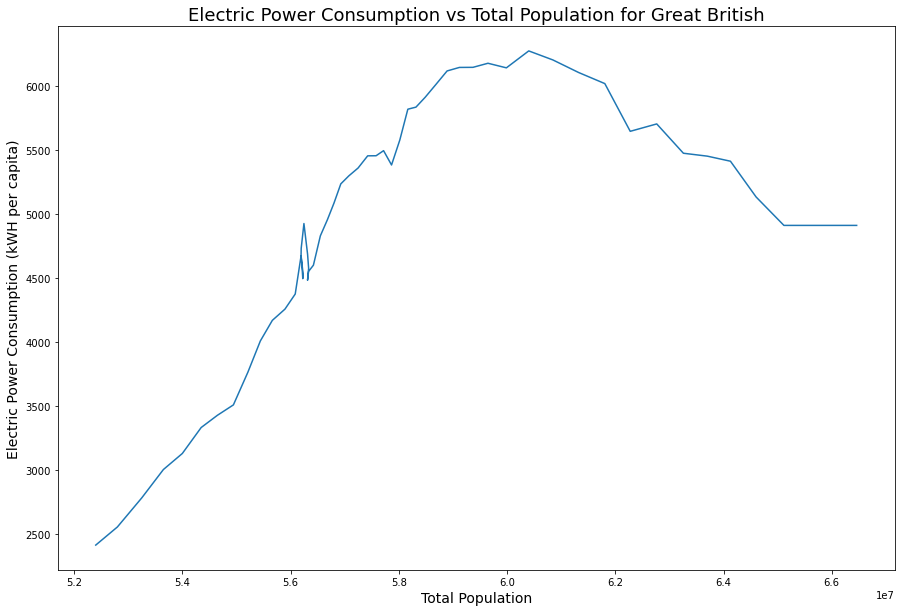 Electric Power Consumption vs Total Population for Great British
Electric Power Consumption (kWH per capita)
6000
5500
5000
4500
4000
3500
3000
2500
5.2 5.4 5.6 5.8 6.0 6.2 6.4 6.6
1e7
Total Population